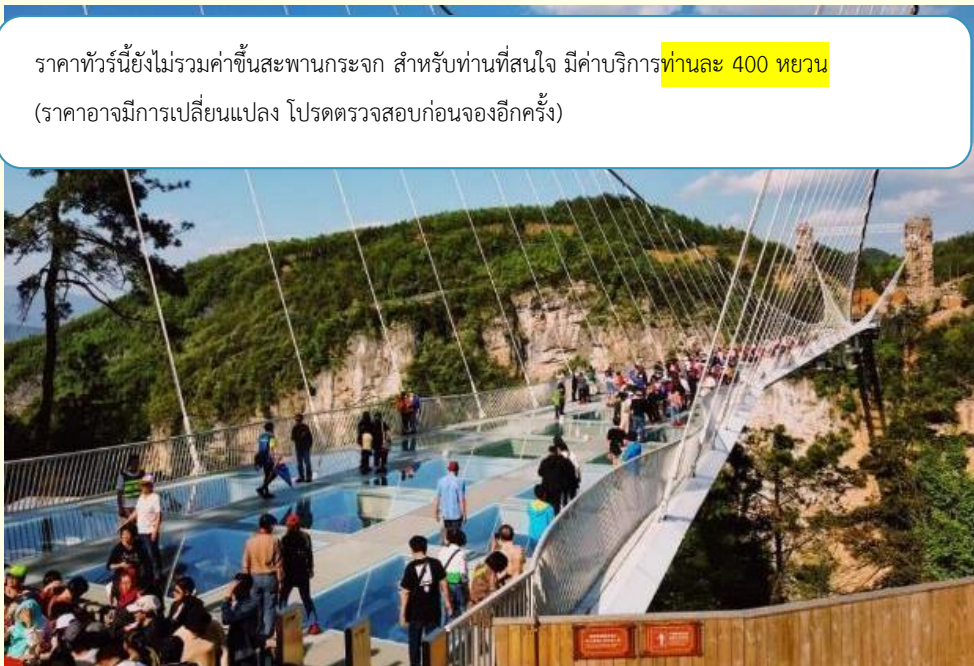 ราคาทัวร์นี้ยังไม่รวมค่าขึ้นสะพานกระจก สำหรับท่านที่สนใจ มีค่าบริการท่านละ 400 หยวน
(ราคาอาจมีการเปลี่ยนแปลง โปรดตรวจสอบก่อนจองอีกครั้ง)